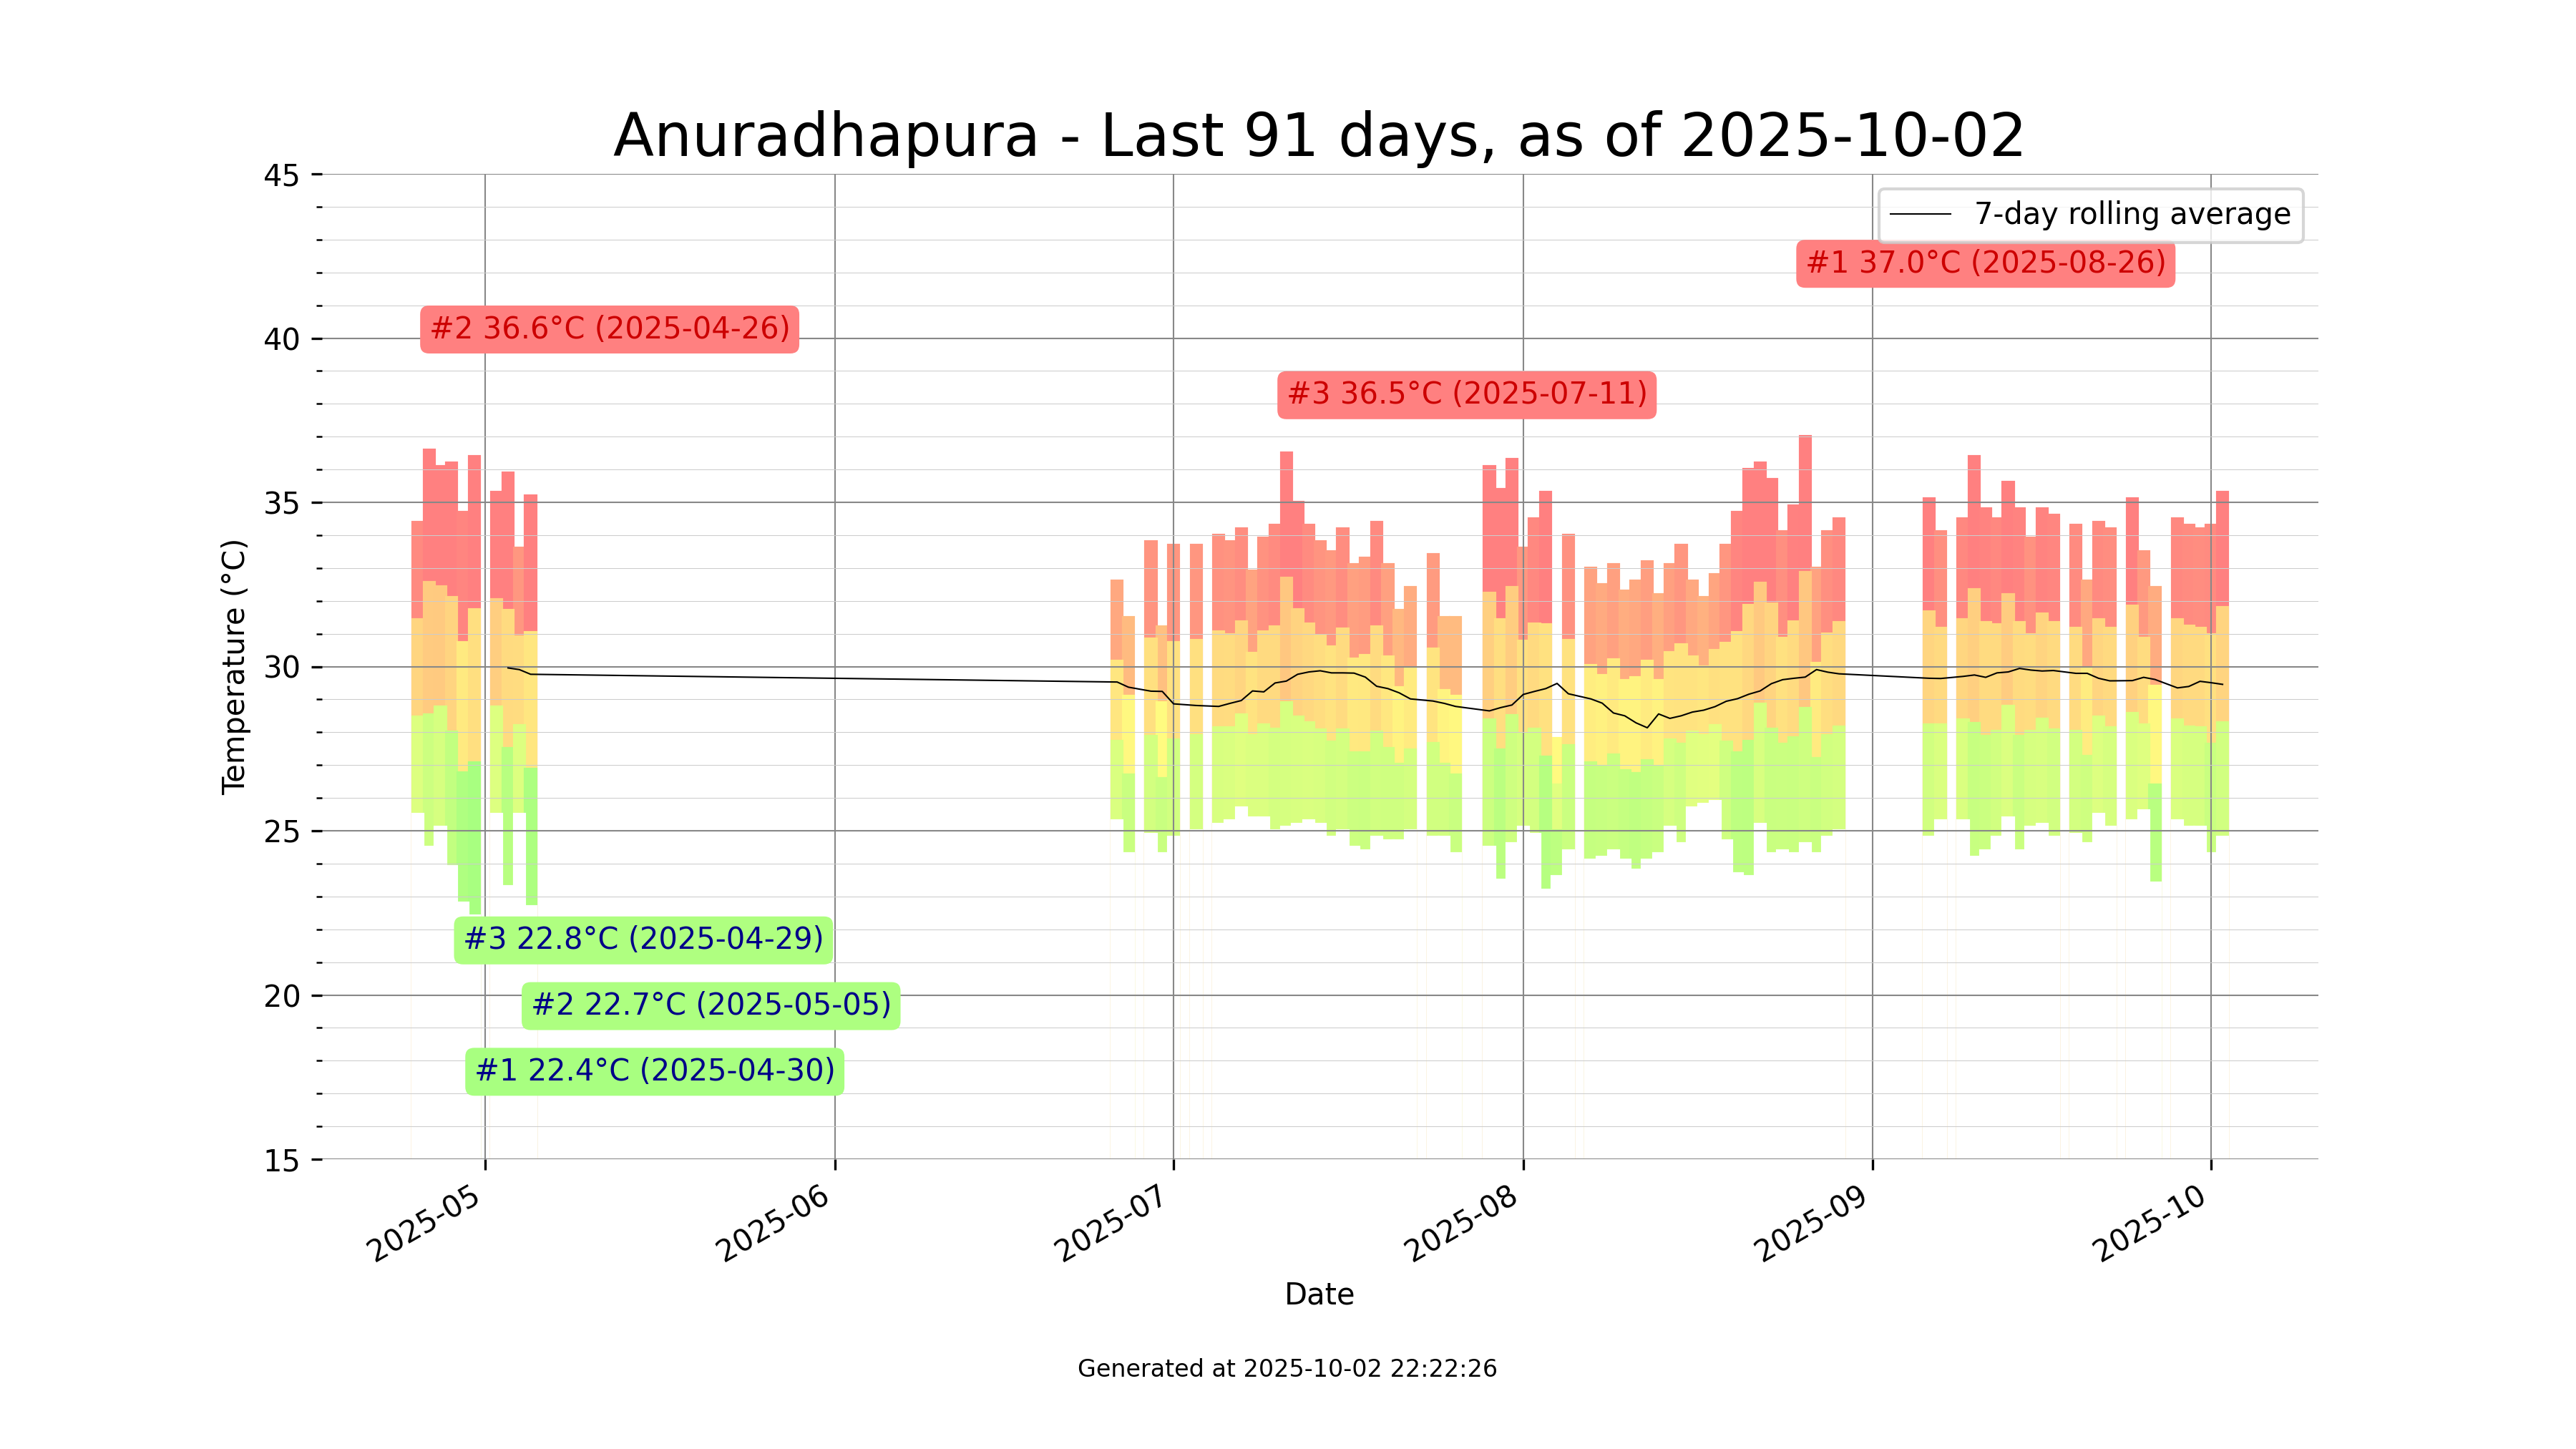 Anuradhapura - Last 91 days, as of 2025-10-02
45
40
35
30
25
20
15
Temperature (°C)
7-day rolling average
#1 37.0°C (2025-08-26)
#2 36.6°C (2025-04-26)
#3 36.5°C (2025-07-11)
#3 22.8°C (2025-04-29)
#2 22.7°C (2025-05-05)
#1 22.4°C (2025-04-30)
2025-05
2025-06
2025-07
2025-08
2025-09
2025-10
Date
Generated at 2025-10-02 22:22:26